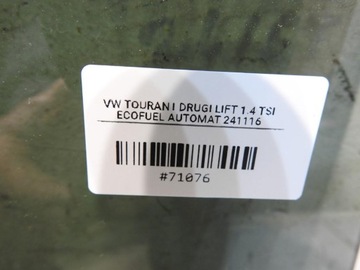 VW TOURAN I DRUGI LIFT 1.4 TSI
ECOFUEL AUTOMAT 241116
#71076